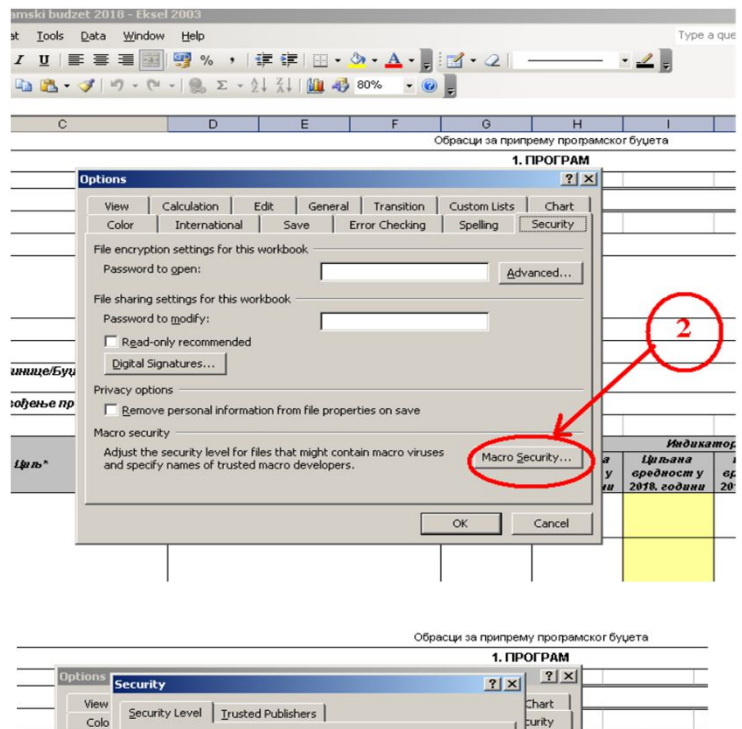 amski budzet 2018 - Eksel 2003
at Tools Data Window Help Type a que
I U % ,
Σ 80%
C D E F G H I
Обрасци за припрему програмског буџета
1. ПРОГРАМ
Options
View Calculation Edit General Transition Custom Lists Chart
Color International Save Error Checking Spelling Security
File encryption settings for this workbook
Password to open: Advanced...
File sharing settings for this workbook
Password to modify:
2
Read-only recommended
Digital Signatures...
Privacy options
Remove personal information from file properties on save
Macro security
Adjust the security level for files that might contain macro viruses
and specify names of trusted macro developers.
Macro Security...
OK Cancel
Циљ*
Циљана
вредност у
2018. години
Обрасци за припрему програмског буџета
1. ПРОГРАМ
Options
Security
View Chart
Security Level Trusted Publishers